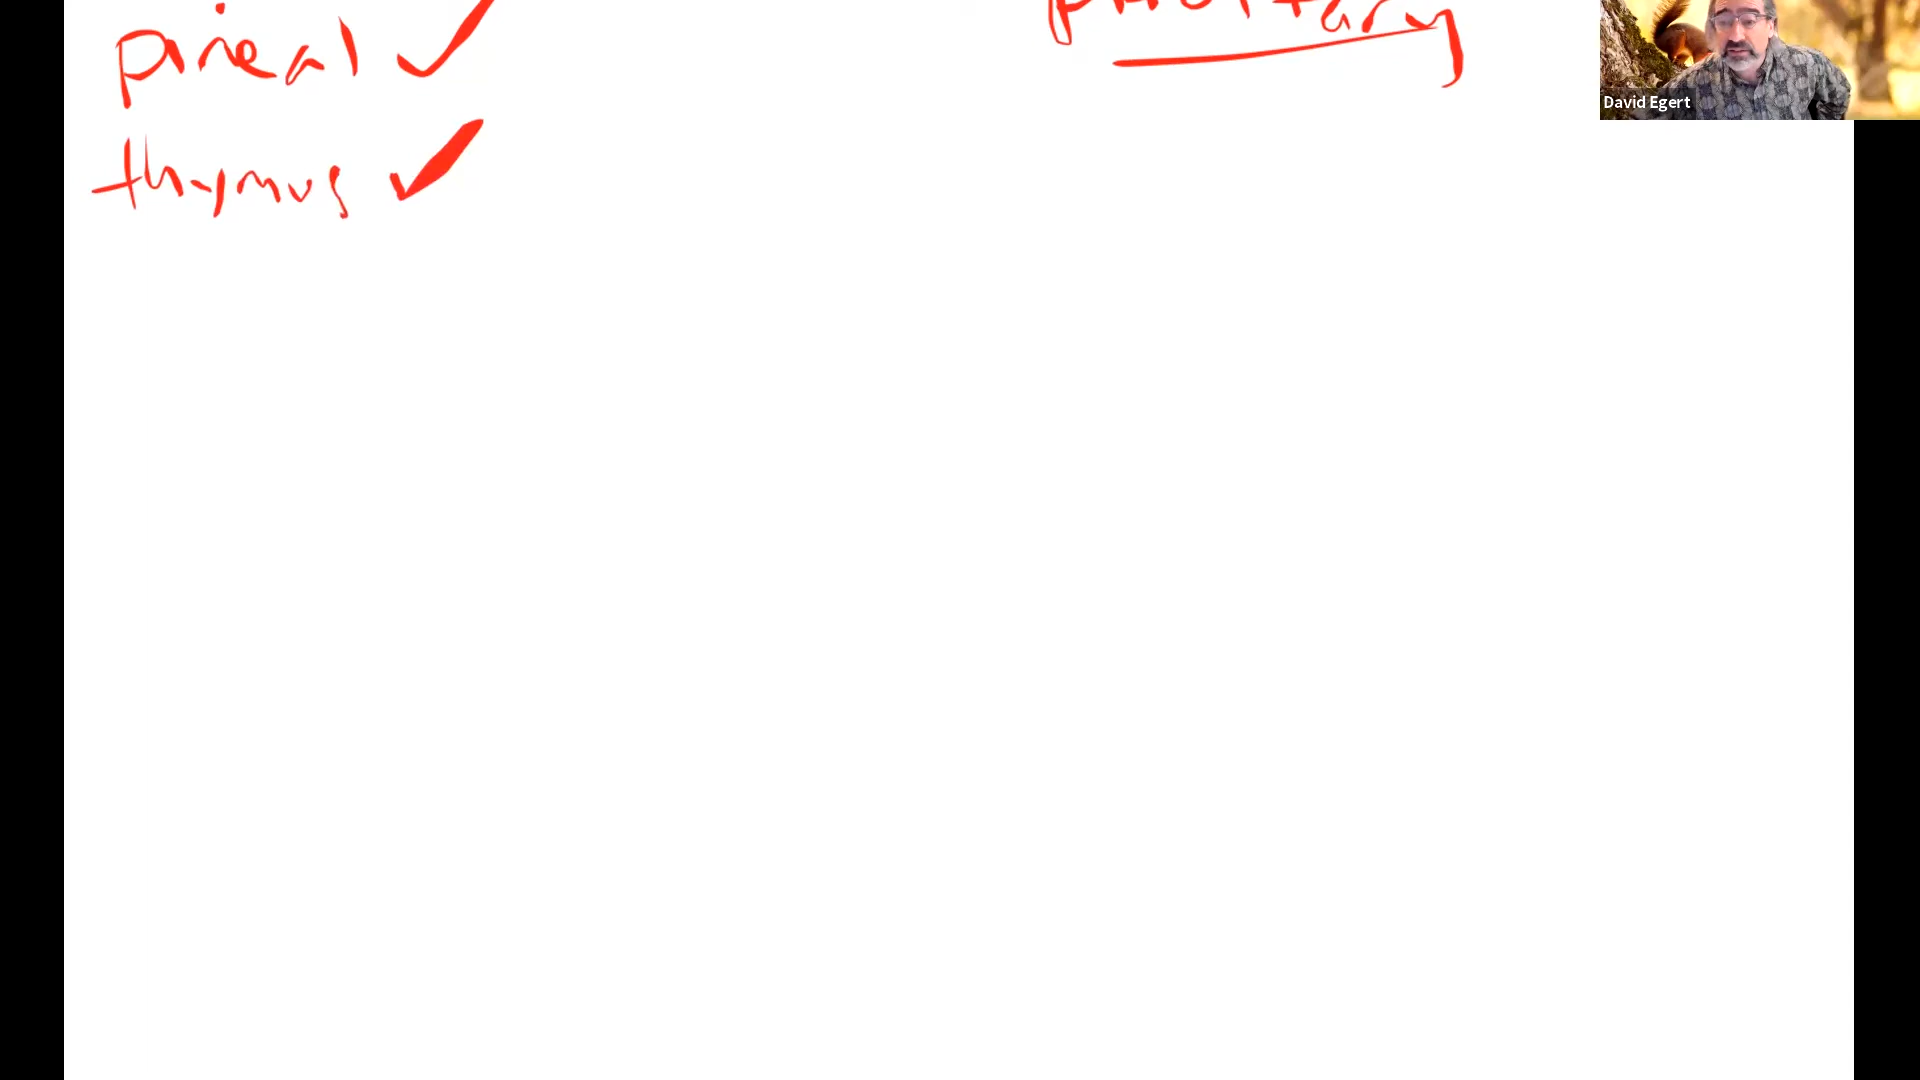 pineal ✓
pituitary
thymus ✓
David Egert